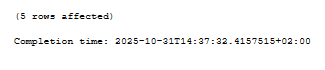 (5 rows affected)
Completion time: 2025-10-31T14:37:32.4157515+02:00